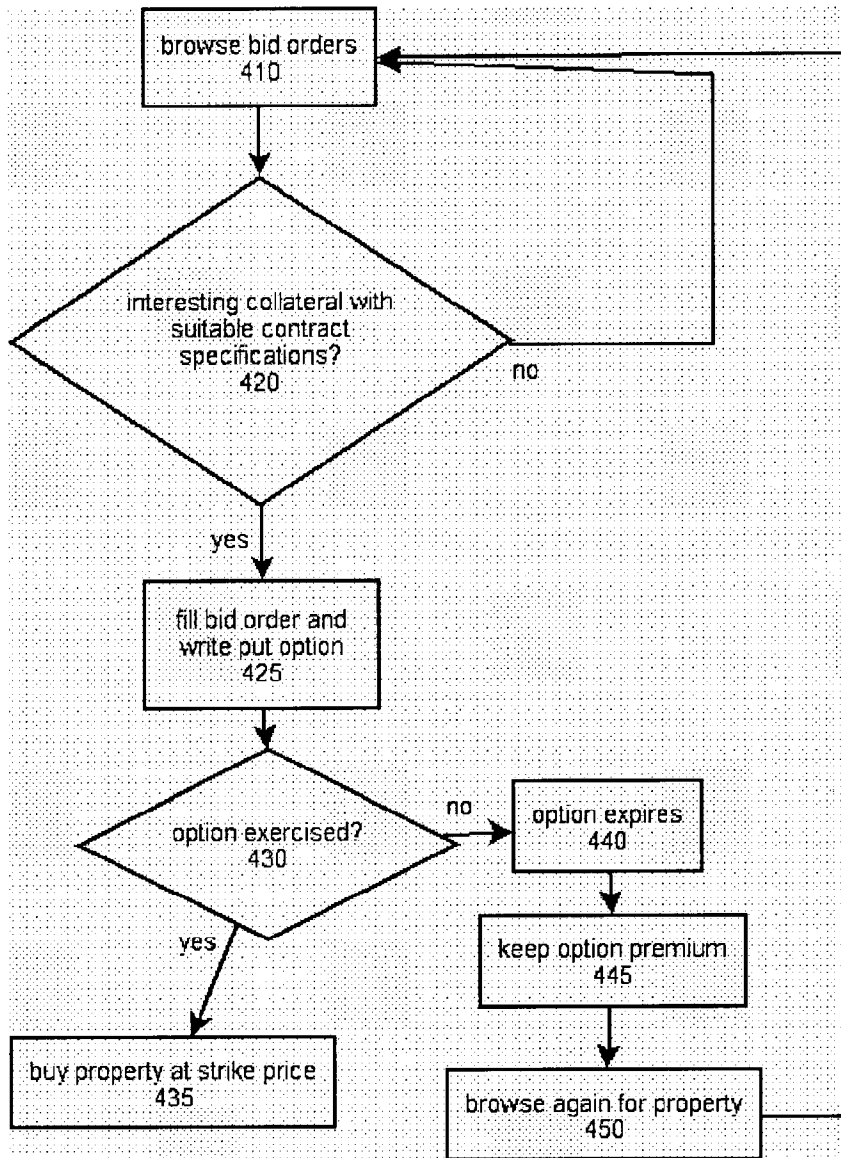 browse bid orders
410
interesting collateral with
suitable contract
specifications?
420
no
yes
fill bid order and
write put option
425
option exercised?
430
no
option expires
440
yes
keep option premium
445
buy property at strike price
435
browse again for property
450